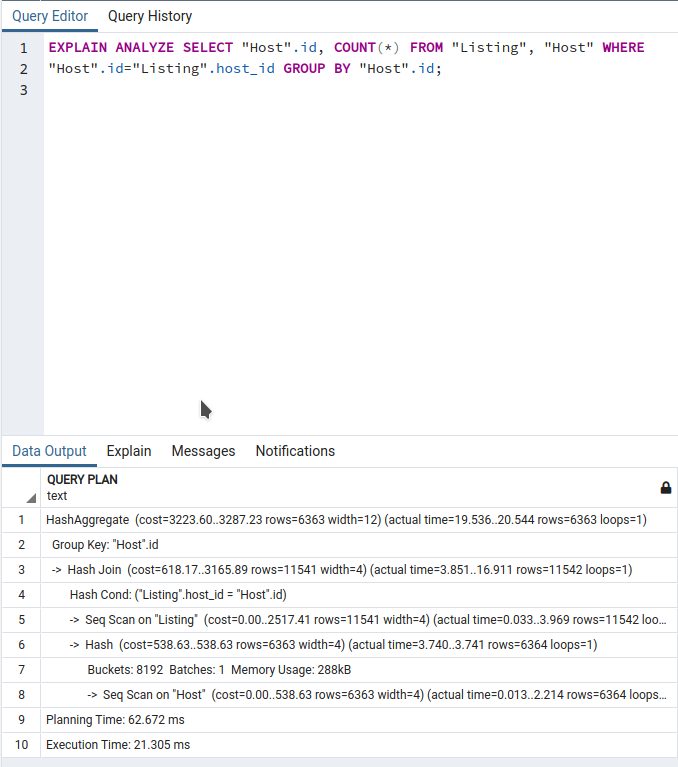 Query Editor Query History
1 EXPLAIN ANALYZE SELECT "Host".id, COUNT(*) FROM "Listing", "Host" WHERE
2 "Host".id="Listing".host_id GROUP BY "Host".id;
3
Data Output Explain Messages Notifications
QUERY PLAN
text
1 HashAggregate (cost=3223.60..3287.23 rows=6363 width=12) (actual time=19.536..20.544 rows=6363 loops=1)
2 Group Key: "Host".id
3 -> Hash Join (cost=618.17..3165.89 rows=11541 width=4) (actual time=3.851..16.911 rows=11542 loops=1)
4 Hash Cond: ("Listing".host_id = "Host".id)
5 -> Seq Scan on "Listing" (cost=0.00..2517.41 rows=11541 width=4) (actual time=0.033..3.969 rows=11542 loo...
6 -> Hash (cost=538.63..538.63 rows=6363 width=4) (actual time=3.740..3.741 rows=6364 loops=1)
7 Buckets: 8192 Batches: 1 Memory Usage: 288kB
8 -> Seq Scan on "Host" (cost=0.00..538.63 rows=6363 width=4) (actual time=0.013..2.214 rows=6364 loops...
9 Planning Time: 62.672 ms
10 Execution Time: 21.305 ms